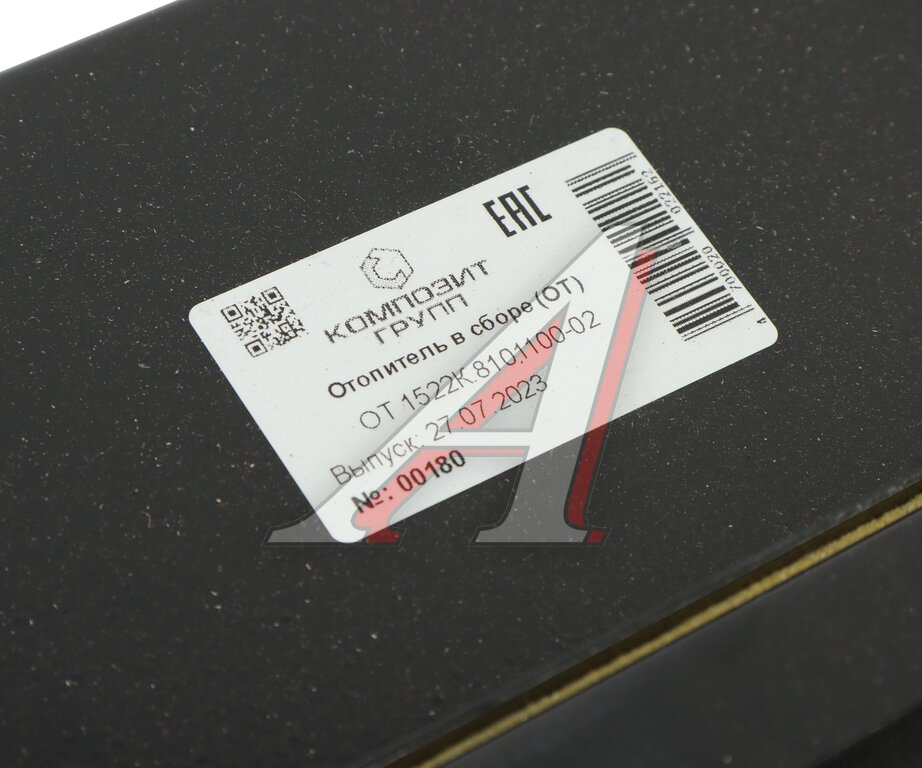 EAC
КОМПОЗИТ
ГРУПП
Отопитель в сборе (ОТ)
ОТ 1522К.8101100-02
Выпуск: 27.07.2023
№: 00180